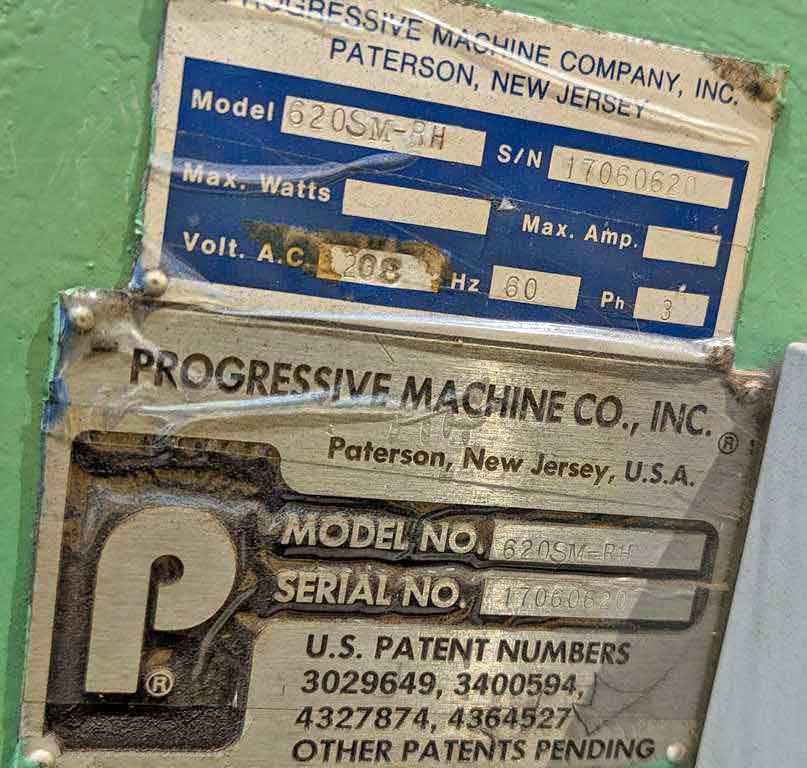 PROGRESSIVE MACHINE COMPANY, INC.
PATERSON, NEW JERSEY
Model 620SM-RH S/N 17060620
Max. Watts Max. Amp.
Volt. A.C. 208 Hz 60 Ph 3
PROGRESSIVE MACHINE CO., INC. ®
Paterson, New Jersey, U.S.A.
P ®
MODEL NO. 620SM-RH
SERIAL NO. 17060620
U.S. PATENT NUMBERS
3029649, 3400594,
4327874, 4364527
OTHER PATENTS PENDING